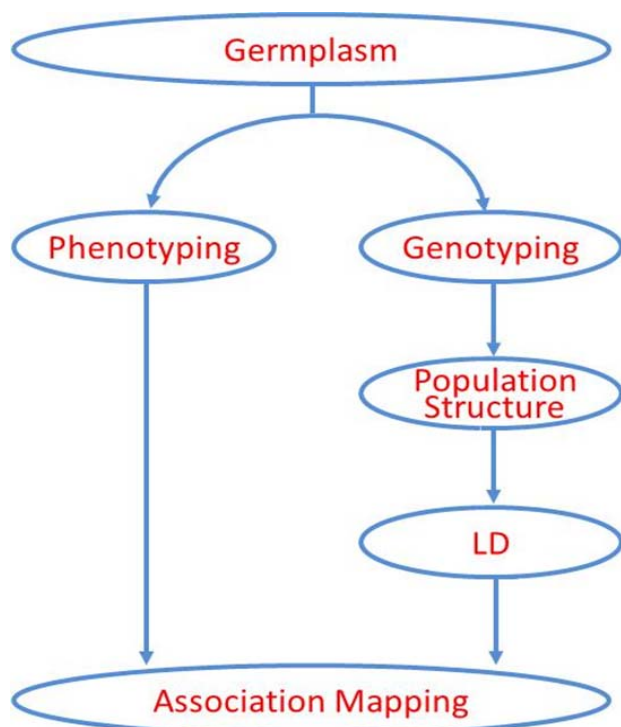 Germplasm
Phenotyping
Genotyping
Population
Structure
LD
Association Mapping